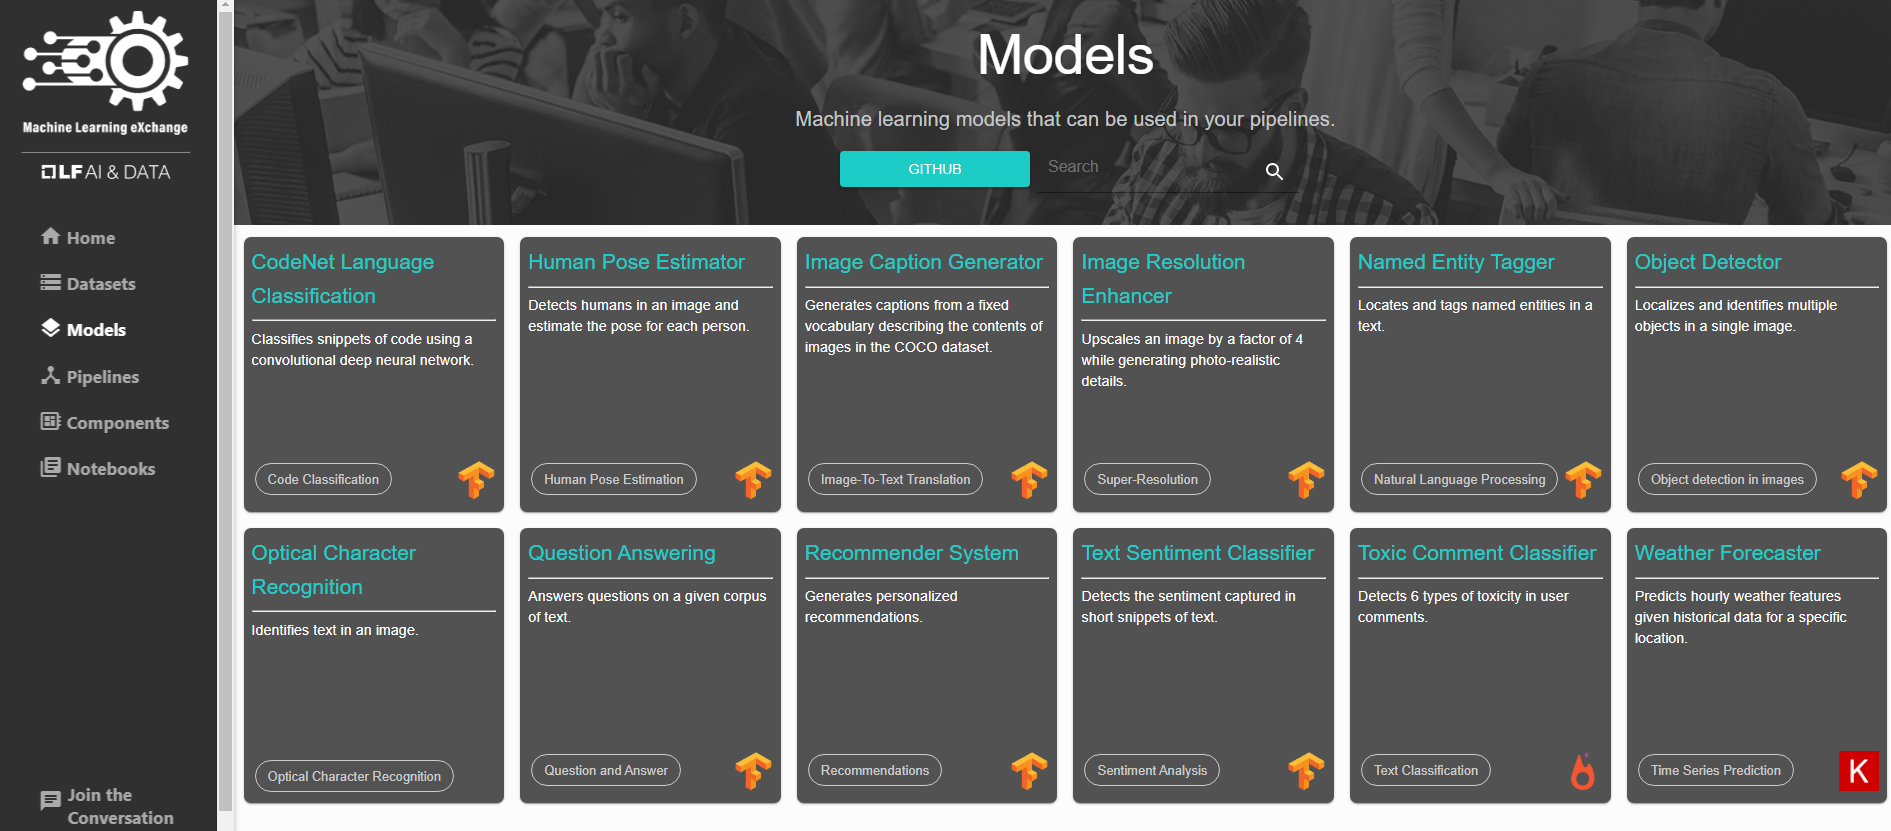 Machine Learning eXchange
LF AI & DATA
Home
Datasets
Models
Pipelines
Components
Notebooks
Join the
Conversation
Models
Machine learning models that can be used in your pipelines.
GITHUB
Search
CodeNet Language
Classification
Classifies snippets of code using a
convolutional deep neural network.
Code Classification
Human Pose Estimator
Detects humans in an image and
estimate the pose for each person.
Human Pose Estimation
Image Caption Generator
Generates captions from a fixed
vocabulary describing the contents of
images in the COCO dataset.
Image-To-Text Translation
Image Resolution
Enhancer
Upscales an image by a factor of 4
while generating photo-realistic
details.
Super-Resolution
Named Entity Tagger
Locates and tags named entities in a
text.
Natural Language Processing
Object Detector
Localizes and identifies multiple
objects in a single image.
Object detection in images
Optical Character
Recognition
Identifies text in an image.
Optical Character Recognition
Question Answering
Answers questions on a given corpus
of text.
Question and Answer
Recommender System
Generates personalized
recommendations.
Recommendations
Text Sentiment Classifier
Detects the sentiment captured in
short snippets of text.
Sentiment Analysis
Toxic Comment Classifier
Detects 6 types of toxicity in user
comments.
Text Classification
Weather Forecaster
Predicts hourly weather features
given historical data for a specific
location.
Time Series Prediction
K